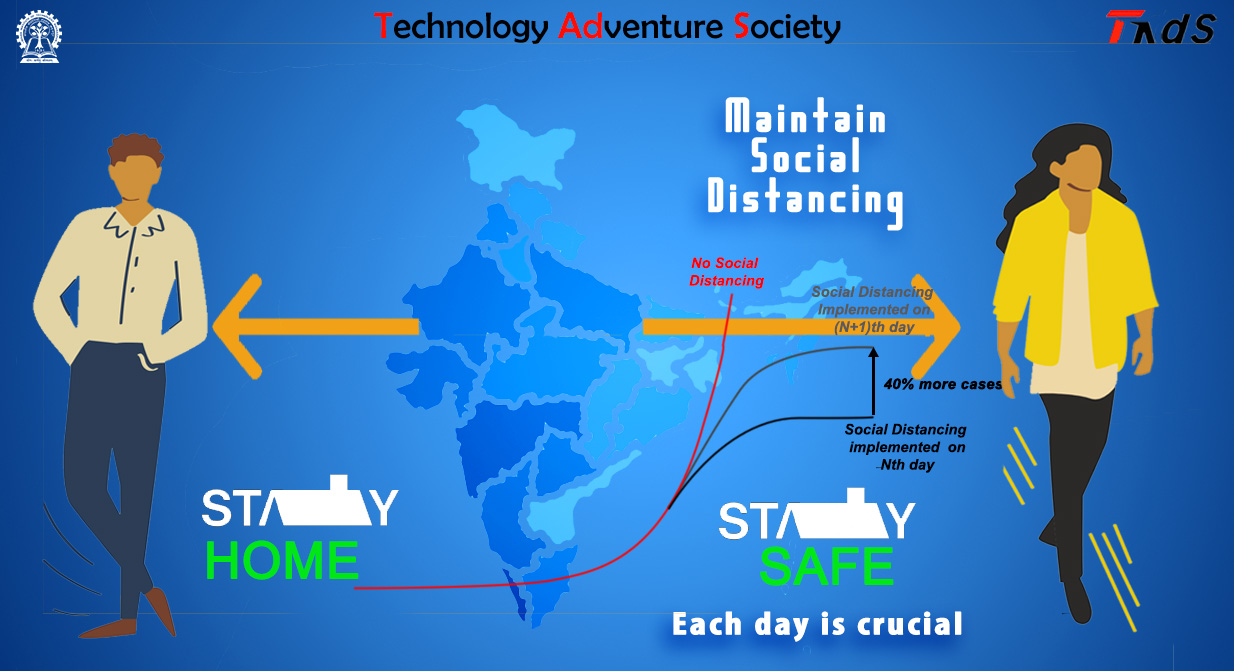 Technology Adventure Society
TAdS
Maintain
Social
Distancing
No Social
Distancing
Social Distancing
Implemented on
(N+1)th day
40% more cases
Social Distancing
implemented on
-Nth day
STAY
HOME
STAY
SAFE
Each day is crucial